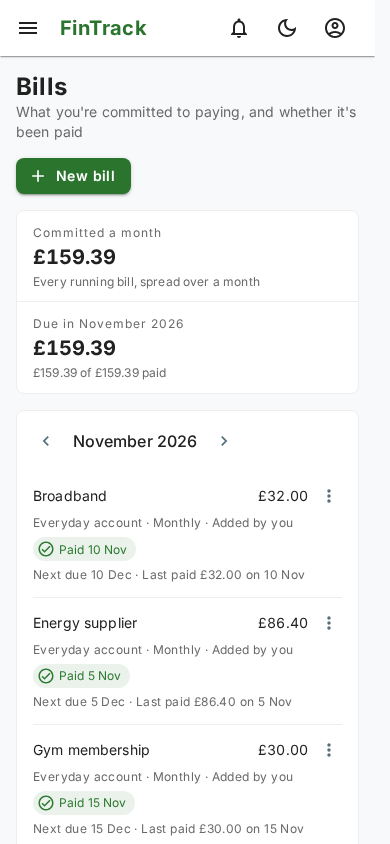 FinTrack
Bills
What you're committed to paying, and whether it's
been paid
New bill
Committed a month
£159.39
Every running bill, spread over a month
Due in November 2026
£159.39
£159.39 of £159.39 paid
November 2026
Broadband £32.00
Everyday account · Monthly · Added by you
Paid 10 Nov
Next due 10 Dec · Last paid £32.00 on 10 Nov
Energy supplier £86.40
Everyday account · Monthly · Added by you
Paid 5 Nov
Next due 5 Dec · Last paid £86.40 on 5 Nov
Gym membership £30.00
Everyday account · Monthly · Added by you
Paid 15 Nov
Next due 15 Dec · Last paid £30.00 on 15 Nov